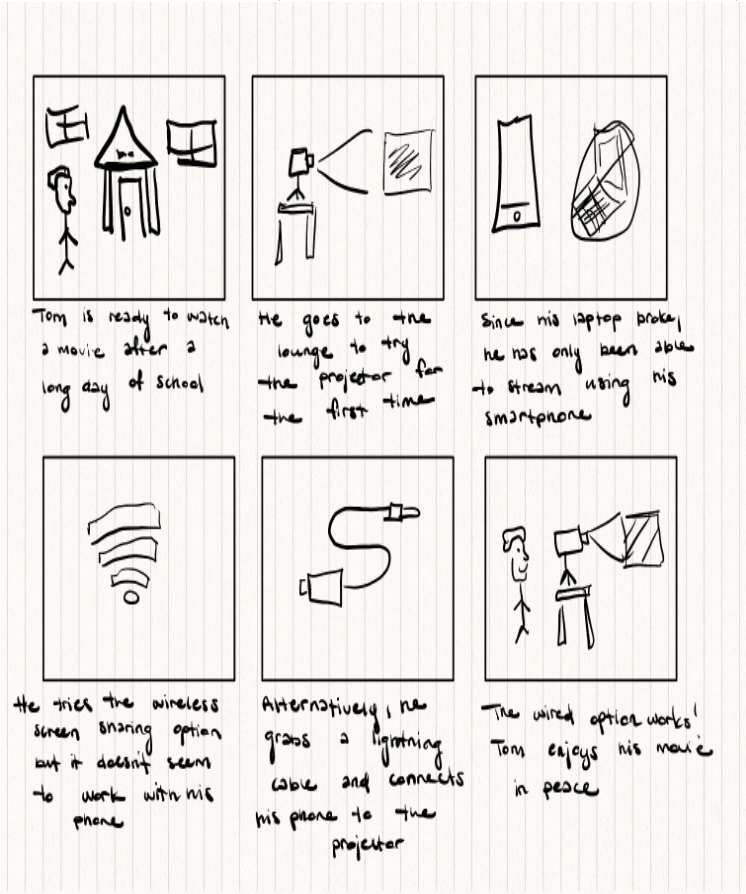 Tom is ready to watch
a movie after a
long day of school
He goes to the
lounge to try
the projector for
the first time
Since his laptop broke,
he has only been able
to stream using his
smartphone
He tries the wireless
screen sharing option
but it doesn't seem
to work with his
phone
Alternatively, he
grabs a lightning
cable and connects
his phone to the
projector
The wired option works!
Tom enjoys his movie
in peace